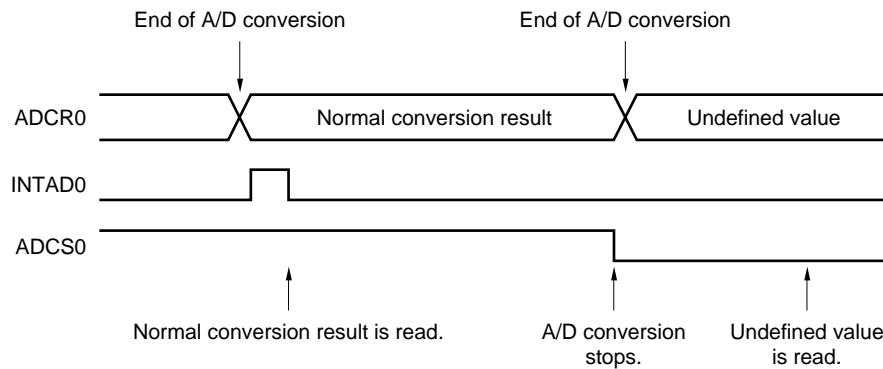 End of A/D conversion
End of A/D conversion
ADCR0
Normal conversion result
Undefined value
INTAD0
ADCS0
Normal conversion result is read.
A/D conversion
stops.
Undefined value
is read.